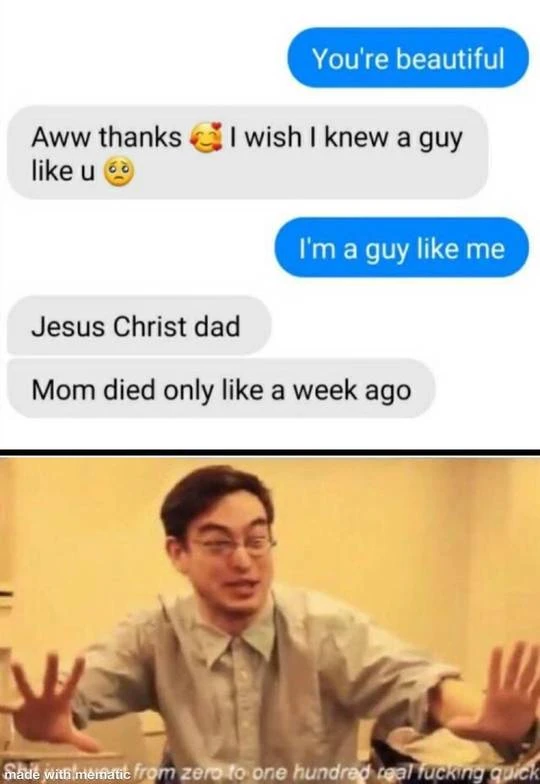 You're beautiful
Aww thanks 🥰 I wish I knew a guy
like u 🥺
I'm a guy like me
Jesus Christ dad
Mom died only like a week ago
from zero to one hundred real fucking quick
made with mematic